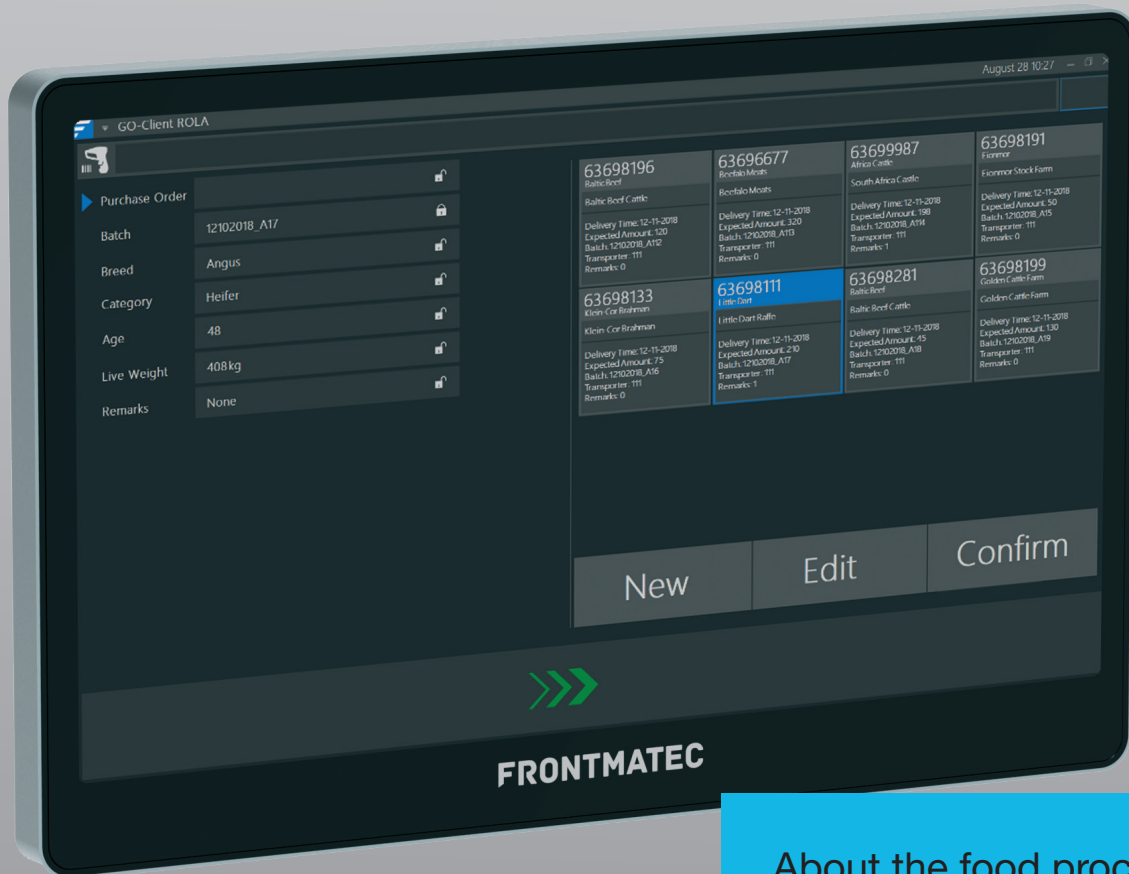 August 28 10:27
GO-Client ROLA
Purchase Order
Batch 12102018_A17
Breed Angus
Category Heifer
Age 48
Live Weight 408kg
Remarks None
63698196
Baltic Beef
Baltic Beef Cattle
Delivery Time: 12-11-2018
Expected Amount: 120
Batch: 12102018_A112
Transporter: 111
Remarks: 0
63696677
Beefalo Meats
Beefalo Meats
Delivery Time: 12-11-2018
Expected Amount: 320
Batch: 12102018_A113
Transporter: 111
Remarks: 0
63699987
Africa Castle
South Africa Castle
Delivery Time: 12-11-2018
Expected Amount: 198
Batch: 12102018_A114
Transporter: 111
Remarks: 1
63698191
Fionmor
Fionmor Stock Farm
Delivery Time: 12-11-2018
Expected Amount: 50
Batch: 12102018_A15
Transporter: 111
Remarks: 0
63698133
Klein-Cor Brahman
Klein-Cor Brahman
Delivery Time: 12-11-2018
Expected Amount: 75
Batch: 12102018_A16
Transporter: 111
Remarks: 0
63698111
Little Dart
Little Dart Raffe
Delivery Time: 12-11-2018
Expected Amount: 210
Batch: 12102018_A17
Transporter: 111
Remarks: 1
63698281
Baltic Beef
Baltic Beef Cattle
Delivery Time: 12-11-2018
Expected Amount: 45
Batch: 12102018_A18
Transporter: 111
Remarks: 0
63698199
Golden Cattle Farm
Golden Cattle Farm
Delivery Time: 12-11-2018
Expected Amount: 130
Batch: 12102018_A19
Transporter: 111
Remarks: 0
New Edit Confirm
FRONTMATEC
About the food proc